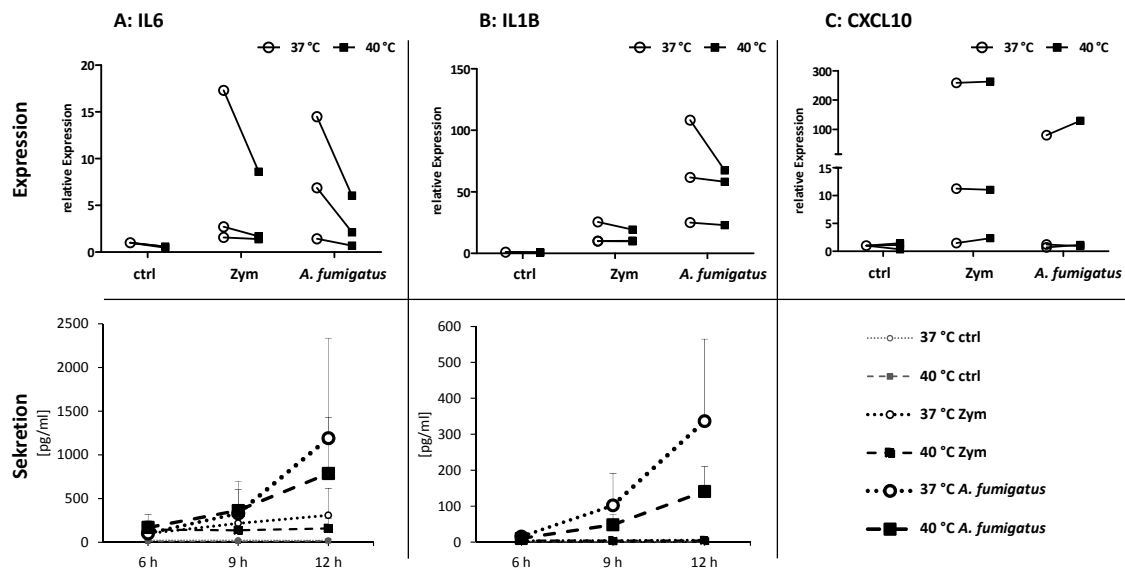 A: IL6
B: IL1B
C: CXCL10
37 °C 40 °C
37 °C 40 °C
37 °C 40 °C
Expression
relative Expression
20
15
10
5
0
ctrl Zym A. fumigatus
relative Expression
150
100
50
0
ctrl Zym A. fumigatus
relative Expression
300
200
100
15
10
5
0
ctrl Zym A. fumigatus
Sekretion
[pg/ml]
2500
2000
1500
1000
500
0
6 h 9 h 12 h
[pg/ml]
600
500
400
300
200
100
0
6 h 9 h 12 h
37 °C ctrl
40 °C ctrl
37 °C Zym
40 °C Zym
37 °C A. fumigatus
40 °C A. fumigatus